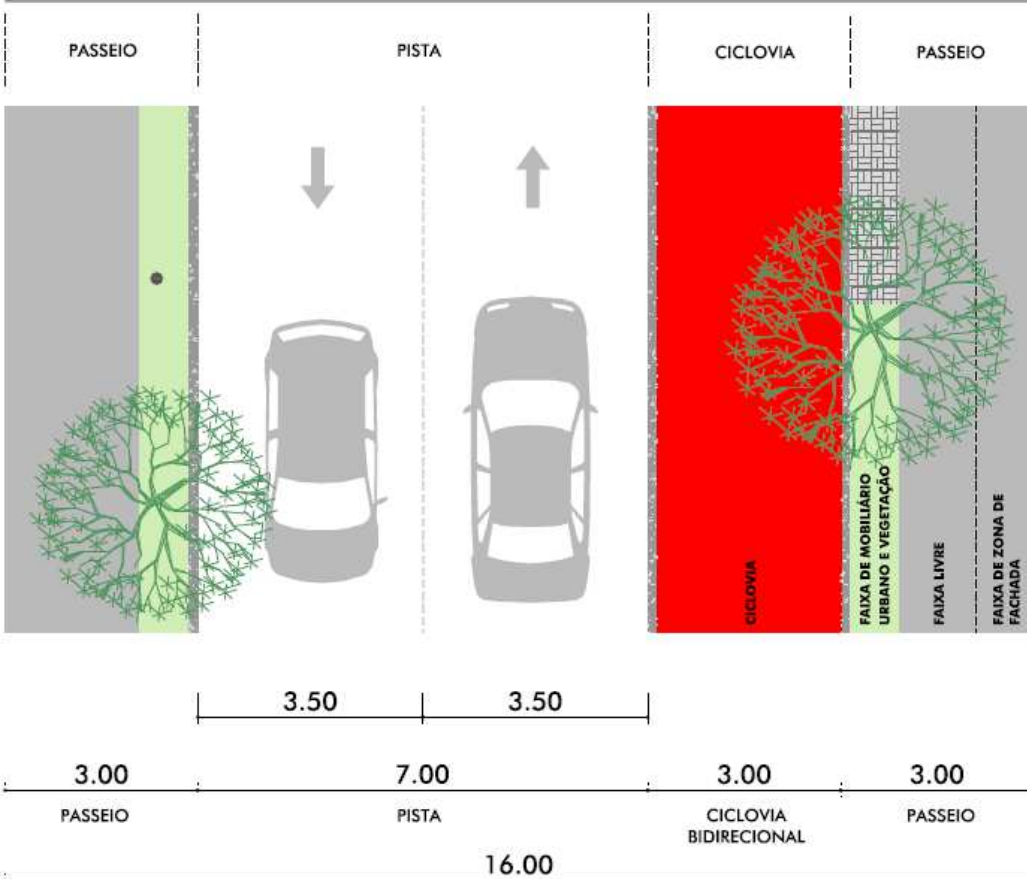 PASSEIO
PISTA
CICLOVIA
PASSEIO
CICLOVIA
FAIXA DE MOBILIÁRIO
URBANO E VEGETAÇÃO
FAIXA LIVRE
FAIXA DE ZONA DE
FACHADA
3.50
3.50
3.00
7.00
3.00
3.00
PASSEIO
PISTA
CICLOVIA
BIDIRECIONAL
PASSEIO
16.00